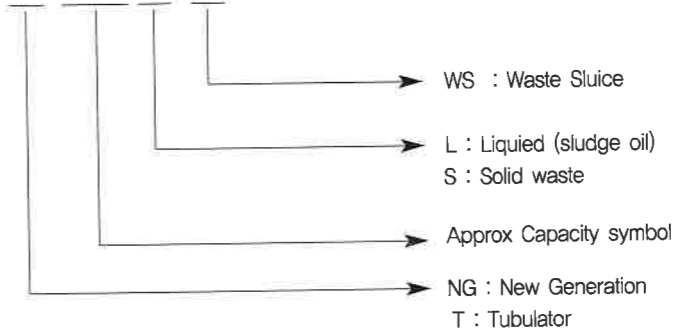 WS : Waste Sluice
L : Liquied (sludge oil)
S : Solid waste
Approx Capacity symbol
NG : New Generation
T : Tubulator